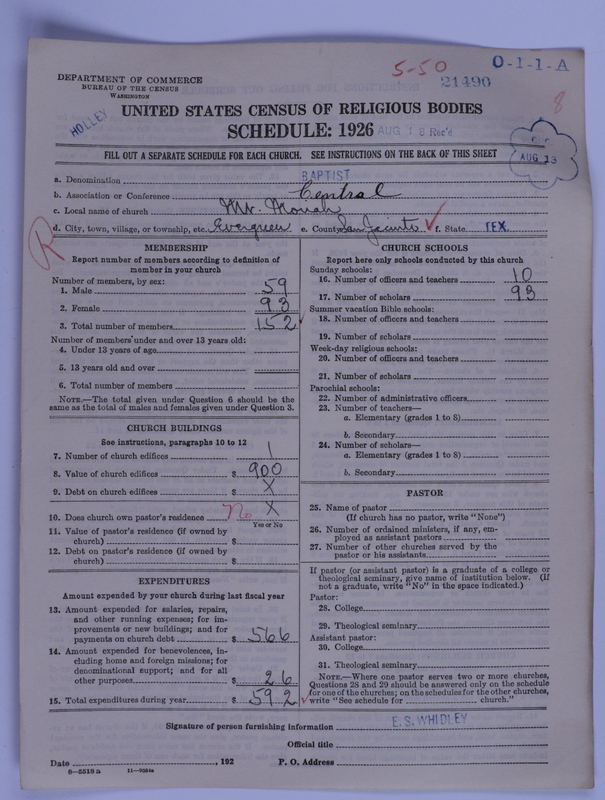 5-50
0-1-1-A
21490
8
DEPARTMENT OF COMMERCE
BUREAU OF THE CENSUS
WASHINGTON
HOLLEY
UNITED STATES CENSUS OF RELIGIOUS BODIES
SCHEDULE: 1926
AUG 18 Rec'd
AUG 13
FILL OUT A SEPARATE SCHEDULE FOR EACH CHURCH. SEE INSTRUCTIONS ON THE BACK OF THIS SHEET
a. Denomination BAPTIST
b. Association or Conference Central
c. Local name of church Mt. Moriah
d. City, town, village, or township, etc. Evergreen e. County San Jacinto f. State TEX.
R
MEMBERSHIP
Report number of members according to definition of
member in your church
Number of members, by sex:
1. Male 59
2. Female 93
3. Total number of members 152
Number of members under and over 13 years old:
4. Under 13 years of age
5. 13 years old and over
6. Total number of members
NOTE.—The total given under Question 6 should be the
same as the total of males and females given under Question 3.
CHURCH BUILDINGS
See instructions, paragraphs 10 to 12
7. Number of church edifices 1
8. Value of church edifices $ 900
9. Debt on church edifices $ X
10. Does church own pastor's residence No X
Yes or No
11. Value of pastor's residence (if owned by
church) $
12. Debt on pastor's residence (if owned by
church) $
EXPENDITURES
Amount expended by your church during last fiscal year
13. Amount expended for salaries, repairs,
and other running expenses; for im-
provements or new buildings; and for
payments on church debt $ 566
14. Amount expended for benevolences, in-
cluding home and foreign missions; for
denominational support; and for all
other purposes $ 26
15. Total expenditures during year $ 592
CHURCH SCHOOLS
Report here only schools conducted by this church
Sunday schools:
16. Number of officers and teachers 10
17. Number of scholars 93
Summer vacation Bible schools:
18. Number of officers and teachers
19. Number of scholars
Week-day religious schools:
20. Number of officers and teachers
21. Number of scholars
Parochial schools:
22. Number of administrative officers
23. Number of teachers—
a. Elementary (grades 1 to 8)
b. Secondary
24. Number of scholars—
a. Elementary (grades 1 to 8)
b. Secondary
PASTOR
25. Name of pastor
(If church has no pastor, write "None")
26. Number of ordained ministers, if any, em-
ployed as assistant pastors
27. Number of other churches served by the
pastor or his assistants
If pastor (or assistant pastor) is a graduate of a college or
theological seminary, give name of institution below. (If
not a graduate, write "No" in the space indicated.)
Pastor:
28. College
29. Theological seminary
Assistant pastor:
30. College
31. Theological seminary
NOTE.—Where one pastor serves two or more churches,
Questions 28 and 29 should be answered only on the schedule
for one of the churches; on the schedules for the other churches,
write "See schedule for church."
Signature of person furnishing information E. S. WHIDLEY
Official title
Date , 192 P. O. Address
8—5518 a